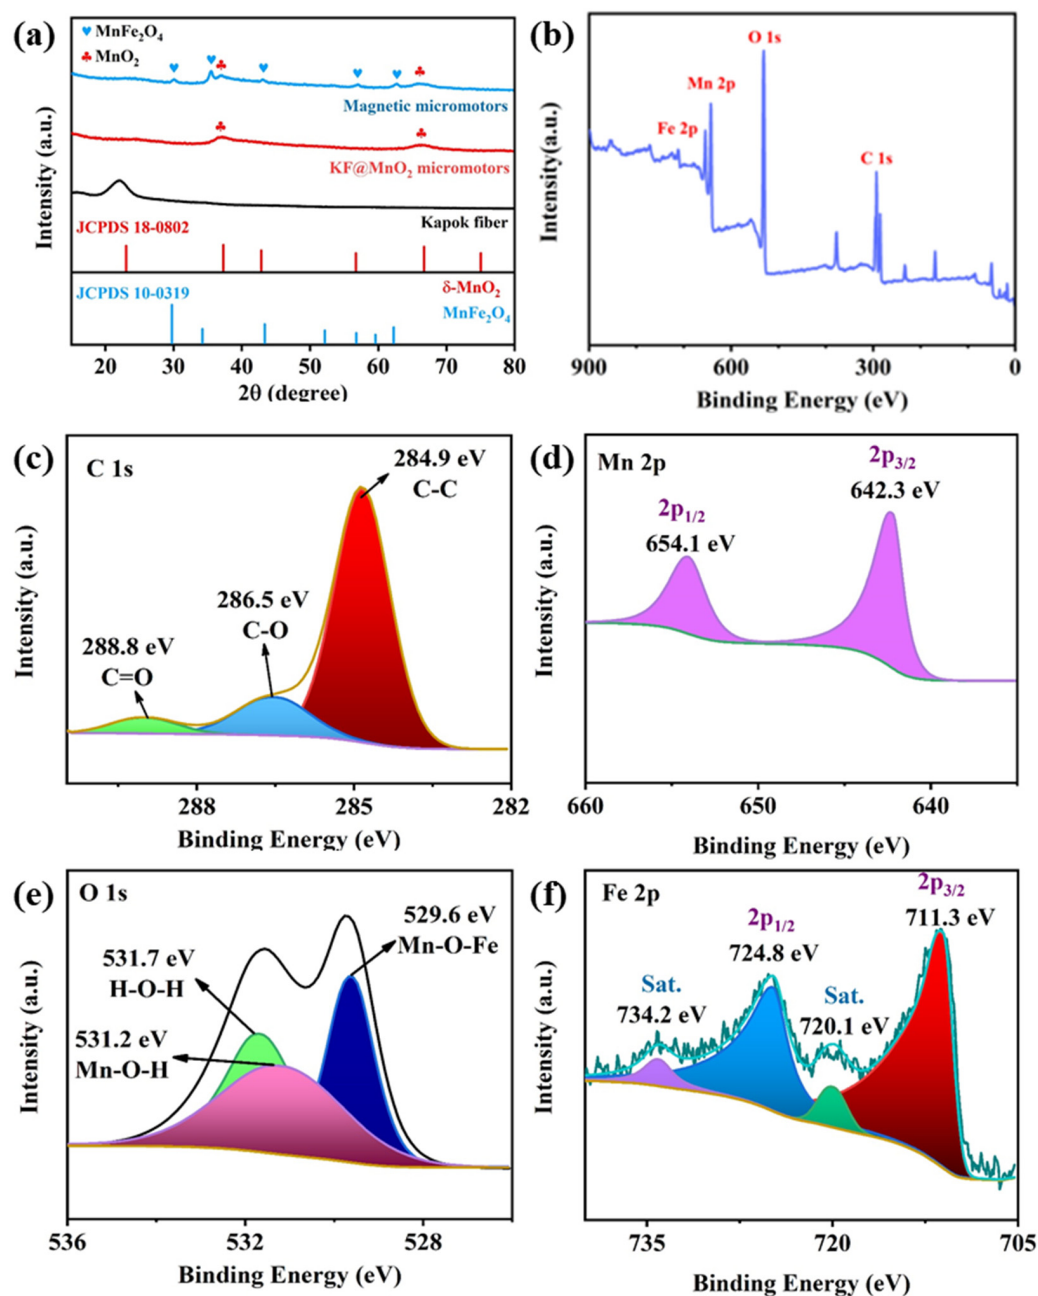 (a)
♥ MnFe₂O₄
♣ MnO₂
Magnetic micromotors
KF@MnO₂ micromotors
Kapok fiber
JCPDS 18-0802
δ-MnO₂
JCPDS 10-0319
MnFe₂O₄
Intensity (a.u.)
20 30 40 50 60 70 80
2θ (degree)
(b)
O 1s
Mn 2p
Fe 2p
C 1s
Intensity(a.u.)
900 600 300 0
Binding Energy (eV)
(c)
C 1s
284.9 eV
C-C
286.5 eV
C-O
288.8 eV
C=O
Intensity (a.u.)
288 285 282
Binding Energy (eV)
(d)
Mn 2p
2p₃/₂
642.3 eV
2p₁/₂
654.1 eV
Intensity (a.u.)
660 650 640
Binding Energy (eV)
(e)
O 1s
529.6 eV
Mn-O-Fe
531.7 eV
H-O-H
531.2 eV
Mn-O-H
Intensity (a.u.)
536 532 528
Binding Energy (eV)
(f)
Fe 2p
2p₃/₂
711.3 eV
2p₁/₂
724.8 eV
Sat.
734.2 eV
Sat.
720.1 eV
Intensity (a.u.)
735 720 705
Binding Energy (eV)